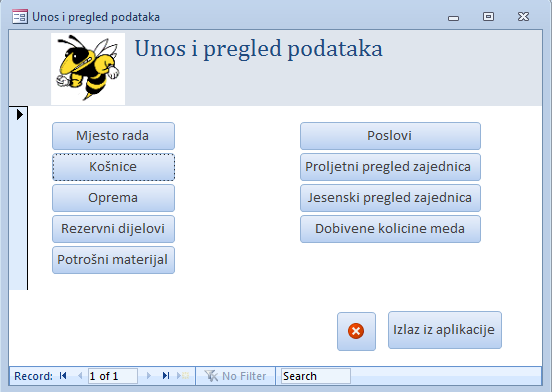 Unos i pregled podataka
Unos i pregled podataka
Mjesto rada
Košnice
Oprema
Rezervni dijelovi
Potrošni materijal
Poslovi
Proljetni pregled zajednica
Jesenski pregled zajednica
Dobivene kolicine meda
Izlaz iz aplikacije
Record: 1 of 1 No Filter Search